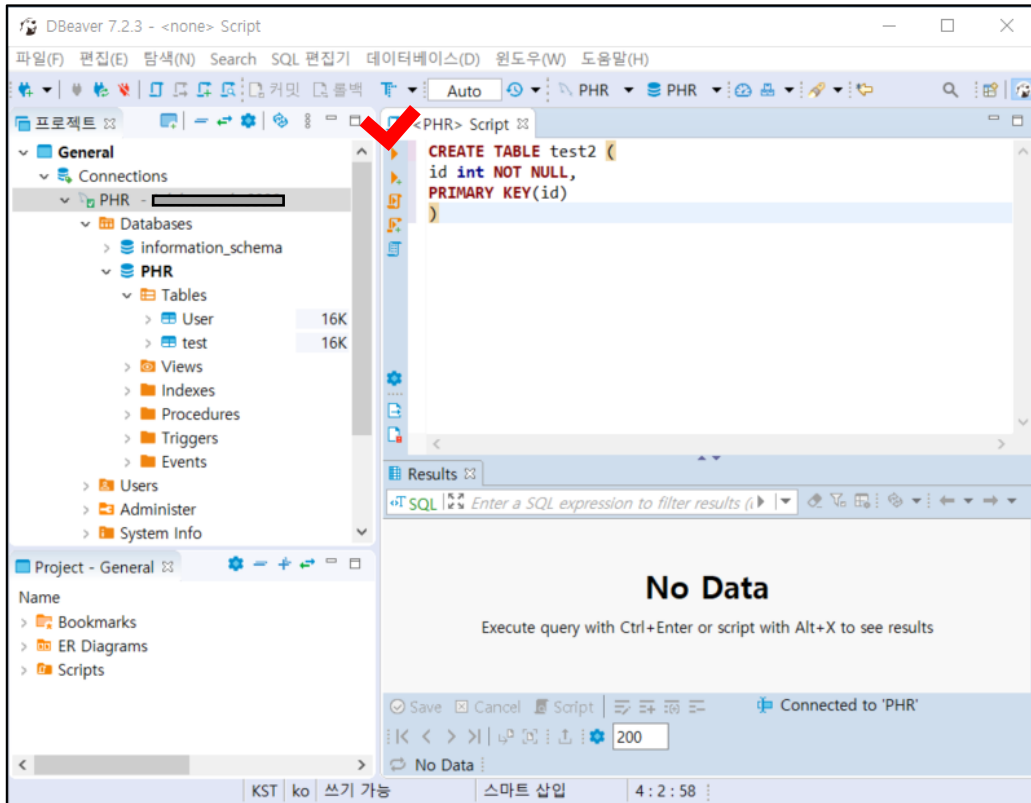 DBeaver 7.2.3 - <none> Script
파일(F) 편집(E) 탐색(N) Search SQL 편집기 데이터베이스(D) 윈도우(W) 도움말(H)
커밋 롤백 Auto PHR PHR
프로젝트
General
Connections
PHR -
Databases
information_schema
PHR
Tables
User 16K
test 16K
Views
Indexes
Procedures
Triggers
Events
Users
Administer
System Info
Project - General
Name
Bookmarks
ER Diagrams
Scripts
<PHR> Script
CREATE TABLE test2 (
id int NOT NULL,
PRIMARY KEY(id)
)
Results
SQL Enter a SQL expression to filter results (
No Data
Execute query with Ctrl+Enter or script with Alt+X to see results
Save Cancel Script Connected to 'PHR'
200
No Data
KST ko 쓰기 가능 스마트 삽입 4 : 2 : 58